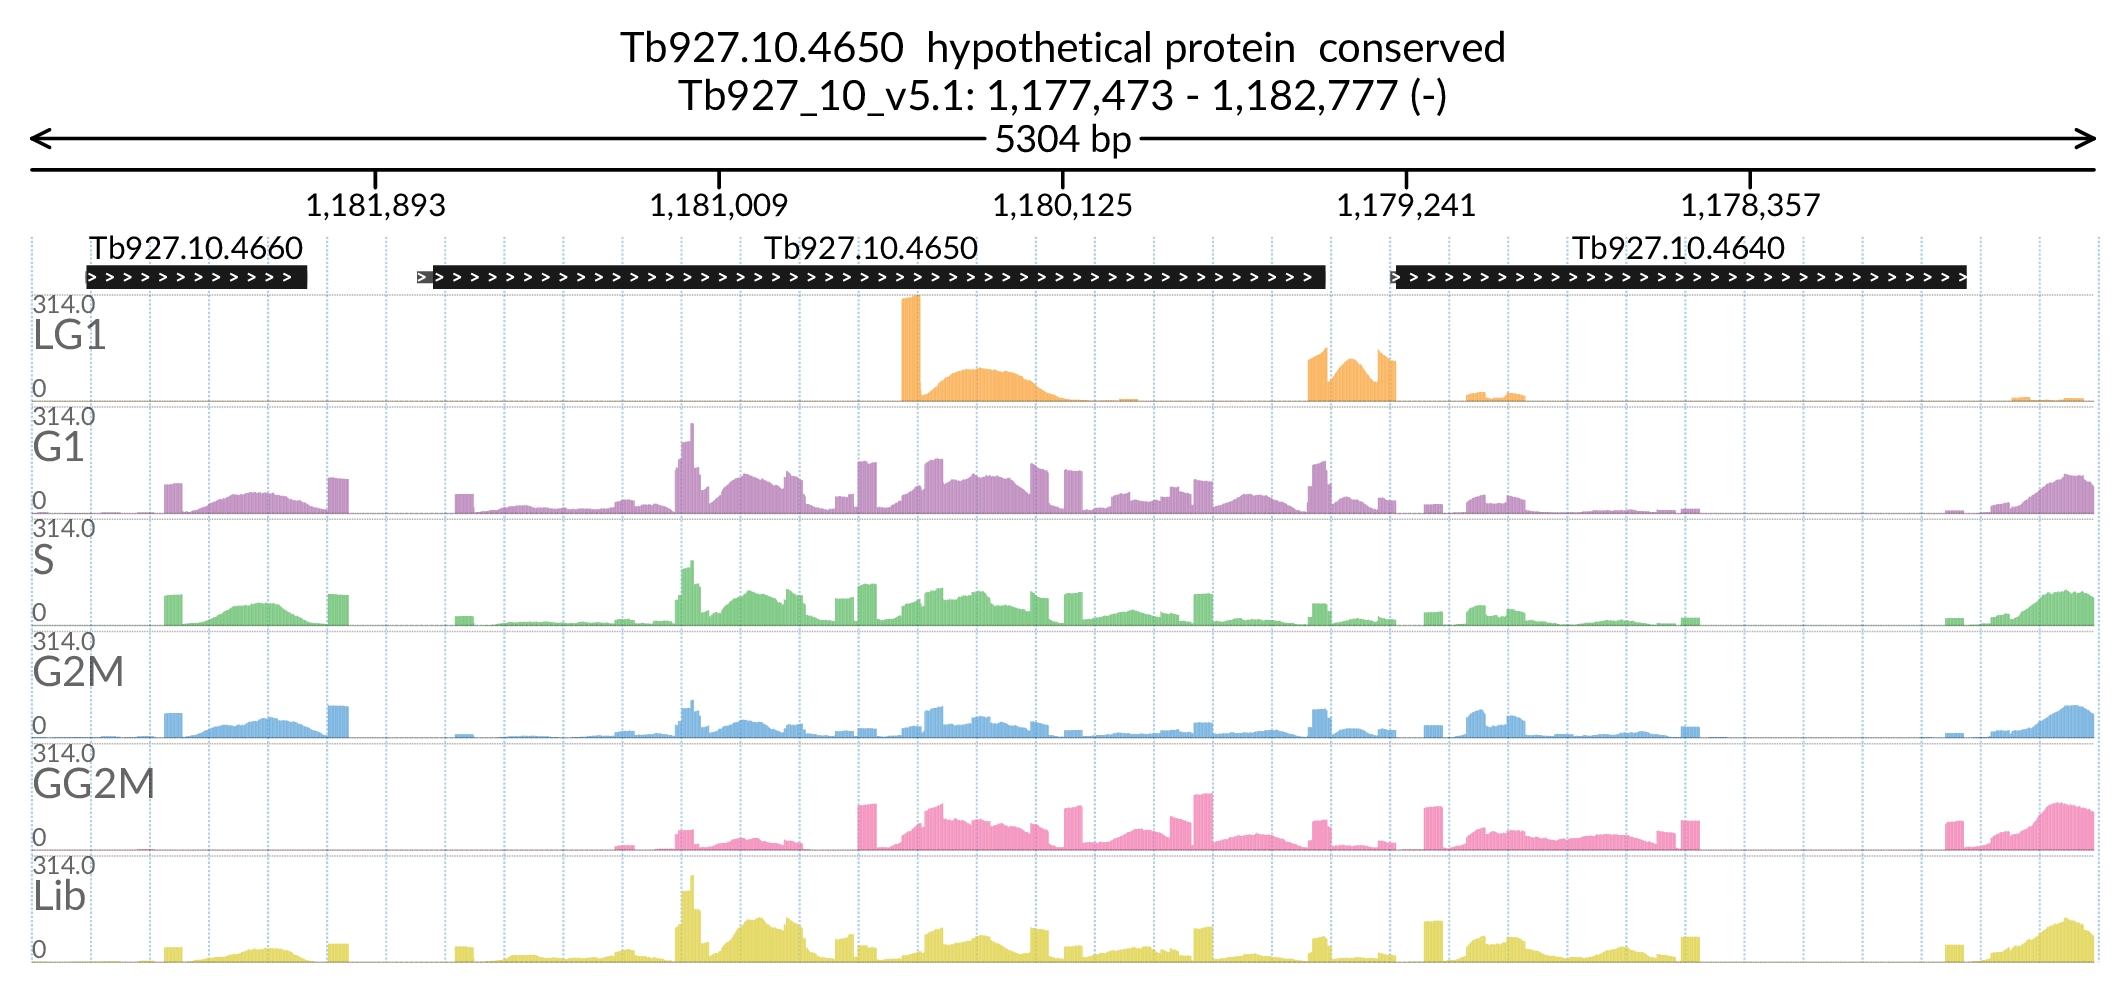 Tb927.10.4650  hypothetical protein  conserved
Tb927_10_v5.1: 1,177,473 - 1,182,777 (-)
5304 bp
1,181,893 1,181,009 1,180,125 1,179,241 1,178,357
Tb927.10.4660 Tb927.10.4650 Tb927.10.4640
314.0
LG1
0
314.0
G1
0
314.0
S
0
314.0
G2M
0
314.0
GG2M
0
314.0
Lib
0